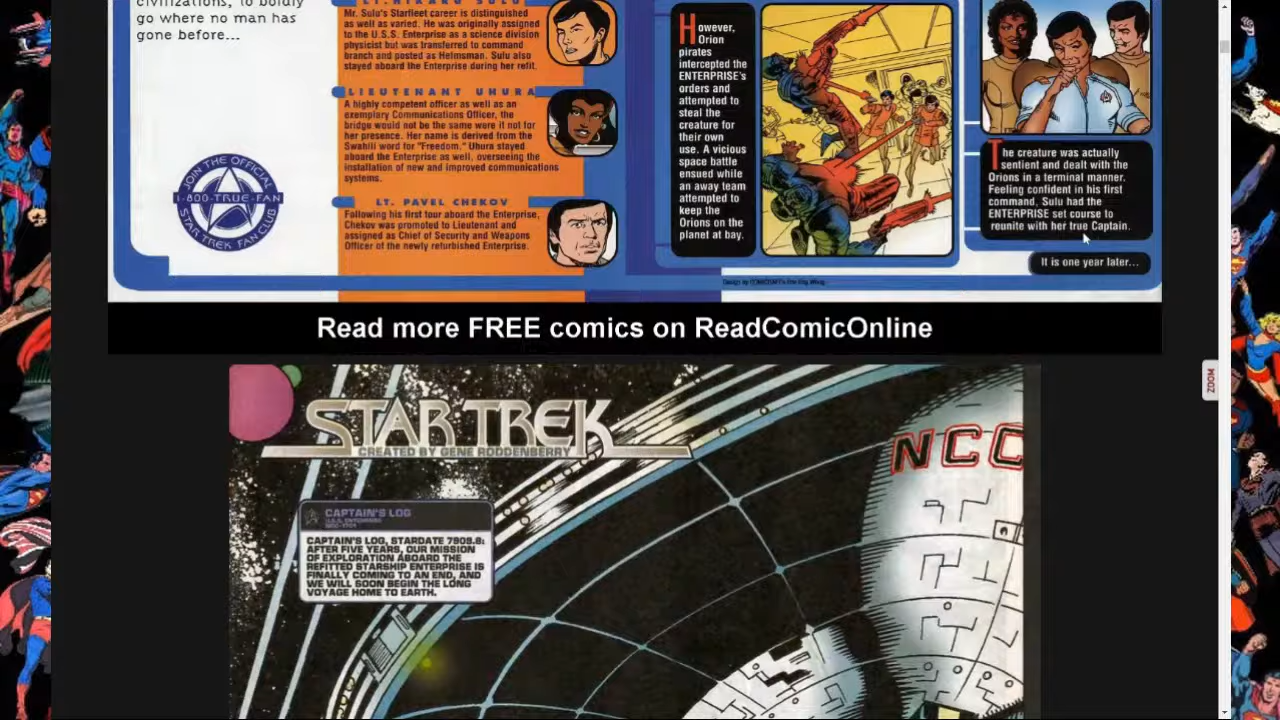 civilizations, to boldly
go where no man has
gone before...
JOIN THE OFFICIAL
1-800-TRUE-FAN
STAR TREK FAN CLUB
LT. HIKARU SULU
Mr. Sulu's Starfleet career is distinguished
as well as varied. He was originally assigned
to the U.S.S. Enterprise as a science division
physicist but was transferred to command
branch and posted as Helmsman. Sulu also
stayed aboard the Enterprise during her refit.
LIEUTENANT UHURA
A highly competent officer as well as an
exemplary Communications Officer, the
bridge would not be the same were it not for
her presence. Her name is derived from the
Swahili word for "Freedom." Uhura stayed
aboard the Enterprise as well, overseeing the
installation of new and improved communications
systems.
LT. PAVEL CHEKOV
Following his first tour aboard the Enterprise,
Chekov was promoted to Lieutenant and
assigned as Chief of Security and Weapons
Officer of the newly refurbished Enterprise.
However,
Orion
pirates
intercepted the
ENTERPRISE's
orders and
attempted to
steal the
creature for
their own
use. A vicious
space battle
ensued while
an away team
attempted to
keep the
Orions on the
planet at bay.
The creature was actually
sentient and dealt with the
Orions in a terminal manner.
Feeling confident in his first
command, Sulu had the
ENTERPRISE set course to
reunite with her true Captain.
It is one year later...
Read more FREE comics on ReadComicOnline
ZOOM
STAR TREK
CREATED BY GENE RODDENBERRY
NCC
CAPTAIN'S LOG
U.S.S. ENTERPRISE
NCC-1701
CAPTAIN'S LOG, STARDATE 7909.8:
AFTER FIVE YEARS, OUR MISSION
OF EXPLORATION ABOARD THE
REFITTED STARSHIP ENTERPRISE IS
FINALLY COMING TO AN END, AND
WE WILL SOON BEGIN THE LONG
VOYAGE HOME TO EARTH.